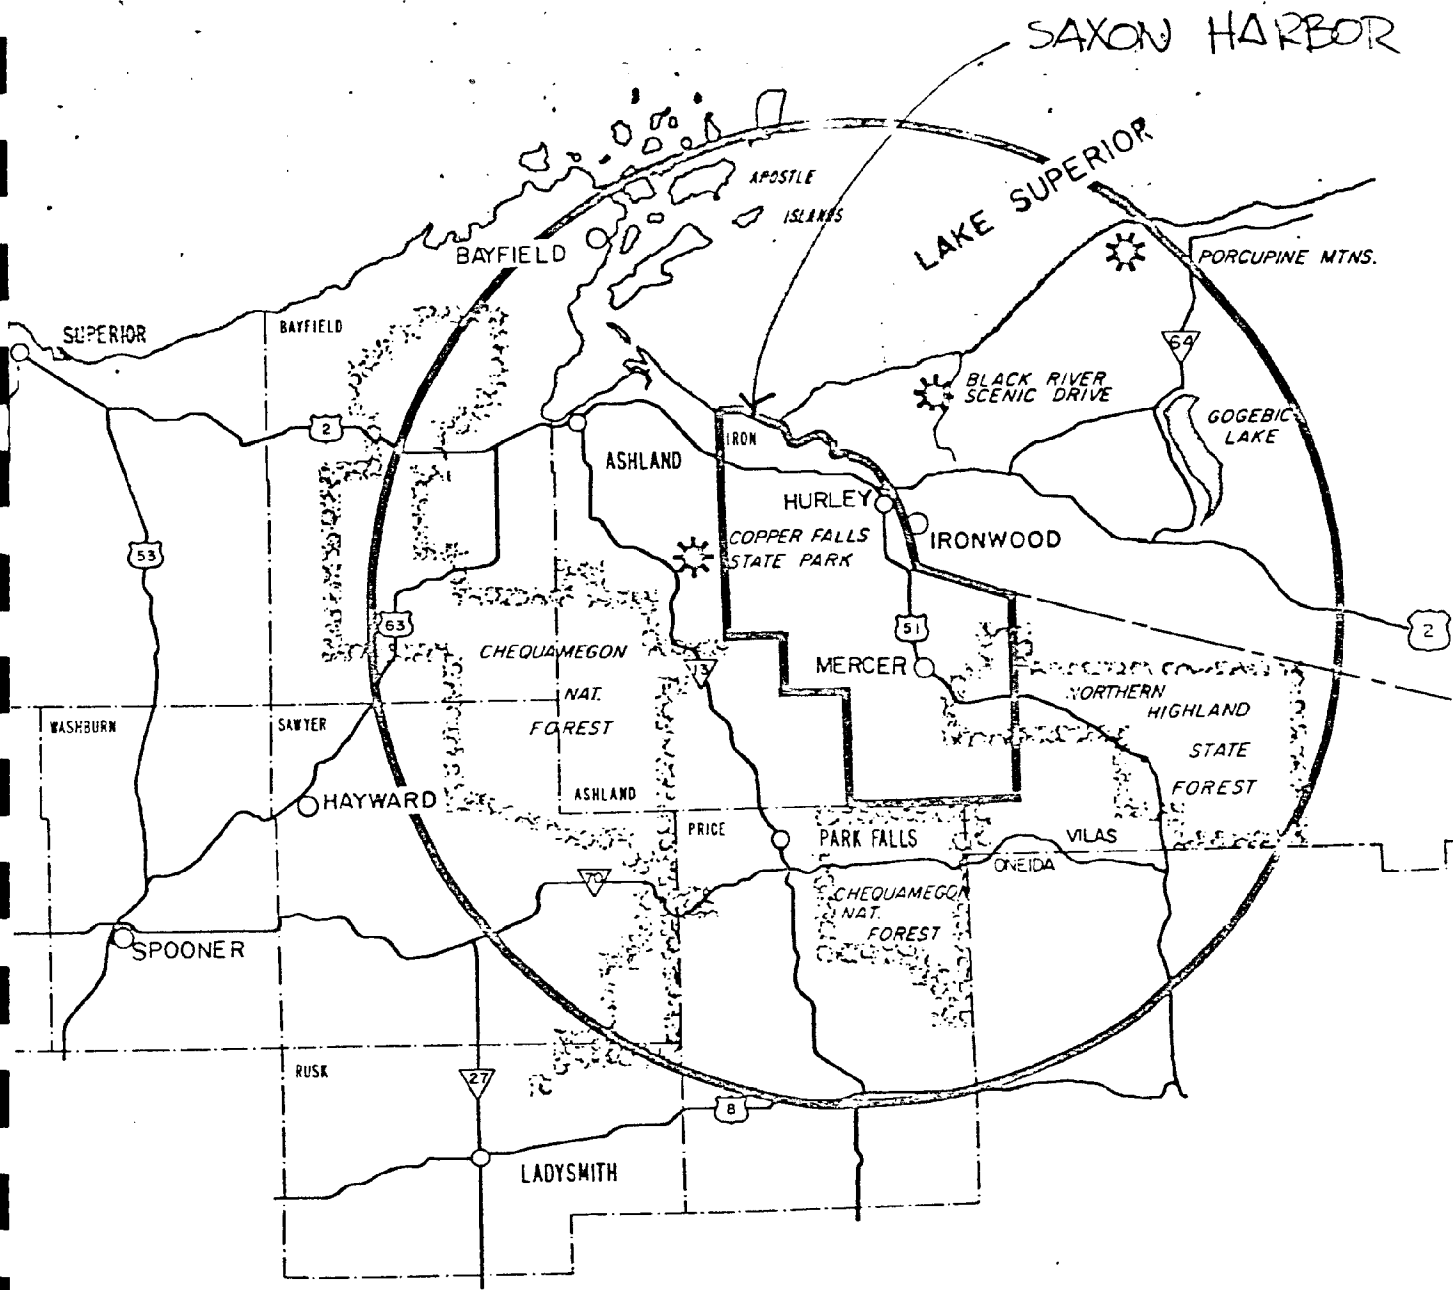 SAXON HARBOR
LAKE SUPERIOR
APOSTLE
ISLANDS
BAYFIELD
PORCUPINE MTNS.
SUPERIOR
BAYFIELD
64
BLACK RIVER
SCENIC DRIVE
GOGEBIC
LAKE
2
IRON
ASHLAND
HURLEY
COPPER FALLS
STATE PARK
IRONWOOD
53
63
51
2
CHEQUAMEGON
NAT.
FOREST
13
MERCER
NORTHERN
HIGHLAND
STATE
FOREST
WASHBURN
SAWYER
HAYWARD
ASHLAND
PRICE
PARK FALLS
VILAS
ONEIDA
70
CHEQUAMEGON
NAT.
FOREST
SPOONER
RUSK
27
8
LADYSMITH